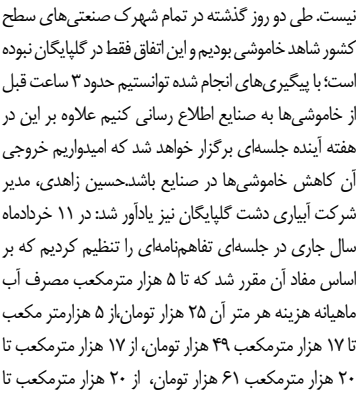 نیست. طی دو روز گذشته در تمام شهرک صنعتی‌های سطح
کشور شاهد خاموشی بودیم و این اتفاق فقط در گلپایگان نبوده
است؛ با پیگیری‌های انجام شده توانستیم حدود ۳ ساعت قبل
از خاموشی‌ها به صنایع اطلاع رسانی کنیم علاوه بر این در
هفته آینده جلسه‌ای برگزار خواهد شد که امیدواریم خروجی
آن کاهش خاموشی‌ها در صنایع باشد.حسین زاهدی، مدیر
شرکت آبیاری دشت گلپایگان نیز یادآور شد: در ۱۱ خردادماه
سال جاری در جلسه‌ای تفاهم‌نامه‌ای را تنظیم کردیم که بر
اساس مفاد آن مقرر شد که تا ۵ هزار مترمکعب مصرف آب
ماهیانه هزینه هر متر آن ۲۵ هزار تومان،از ۵ هزارمتر مکعب
تا ۱۷ هزار مترمکعب ۴۹ هزار تومان، از ۱۷ هزار مترمکعب تا
۲۰ هزار مترمکعب ۶۱ هزار تومان، از ۲۰ هزار مترمکعب تا